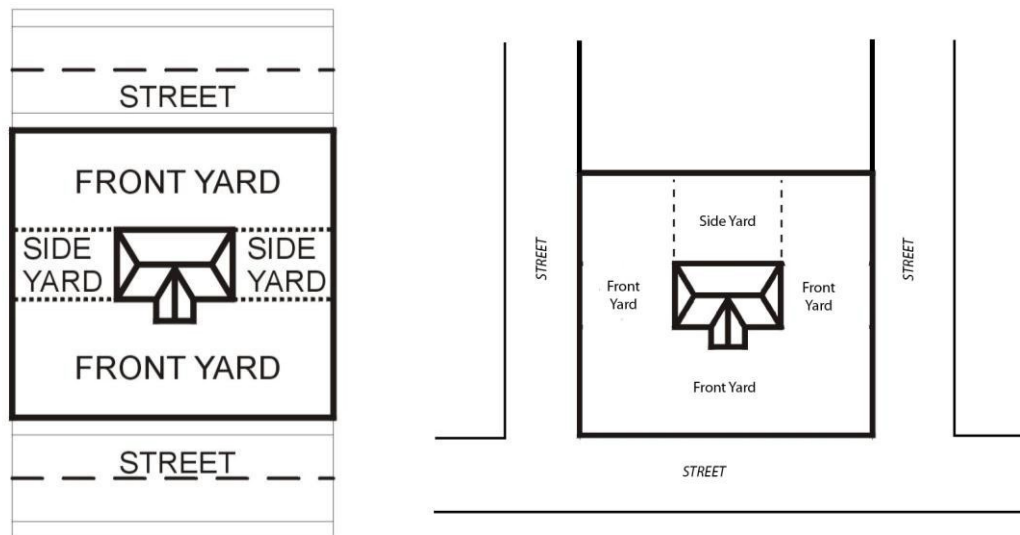 STREET
FRONT YARD
SIDE
YARD
SIDE
YARD
FRONT YARD
STREET
Side Yard
STREET
Front
Yard
Front
Yard
STREET
Front Yard
STREET